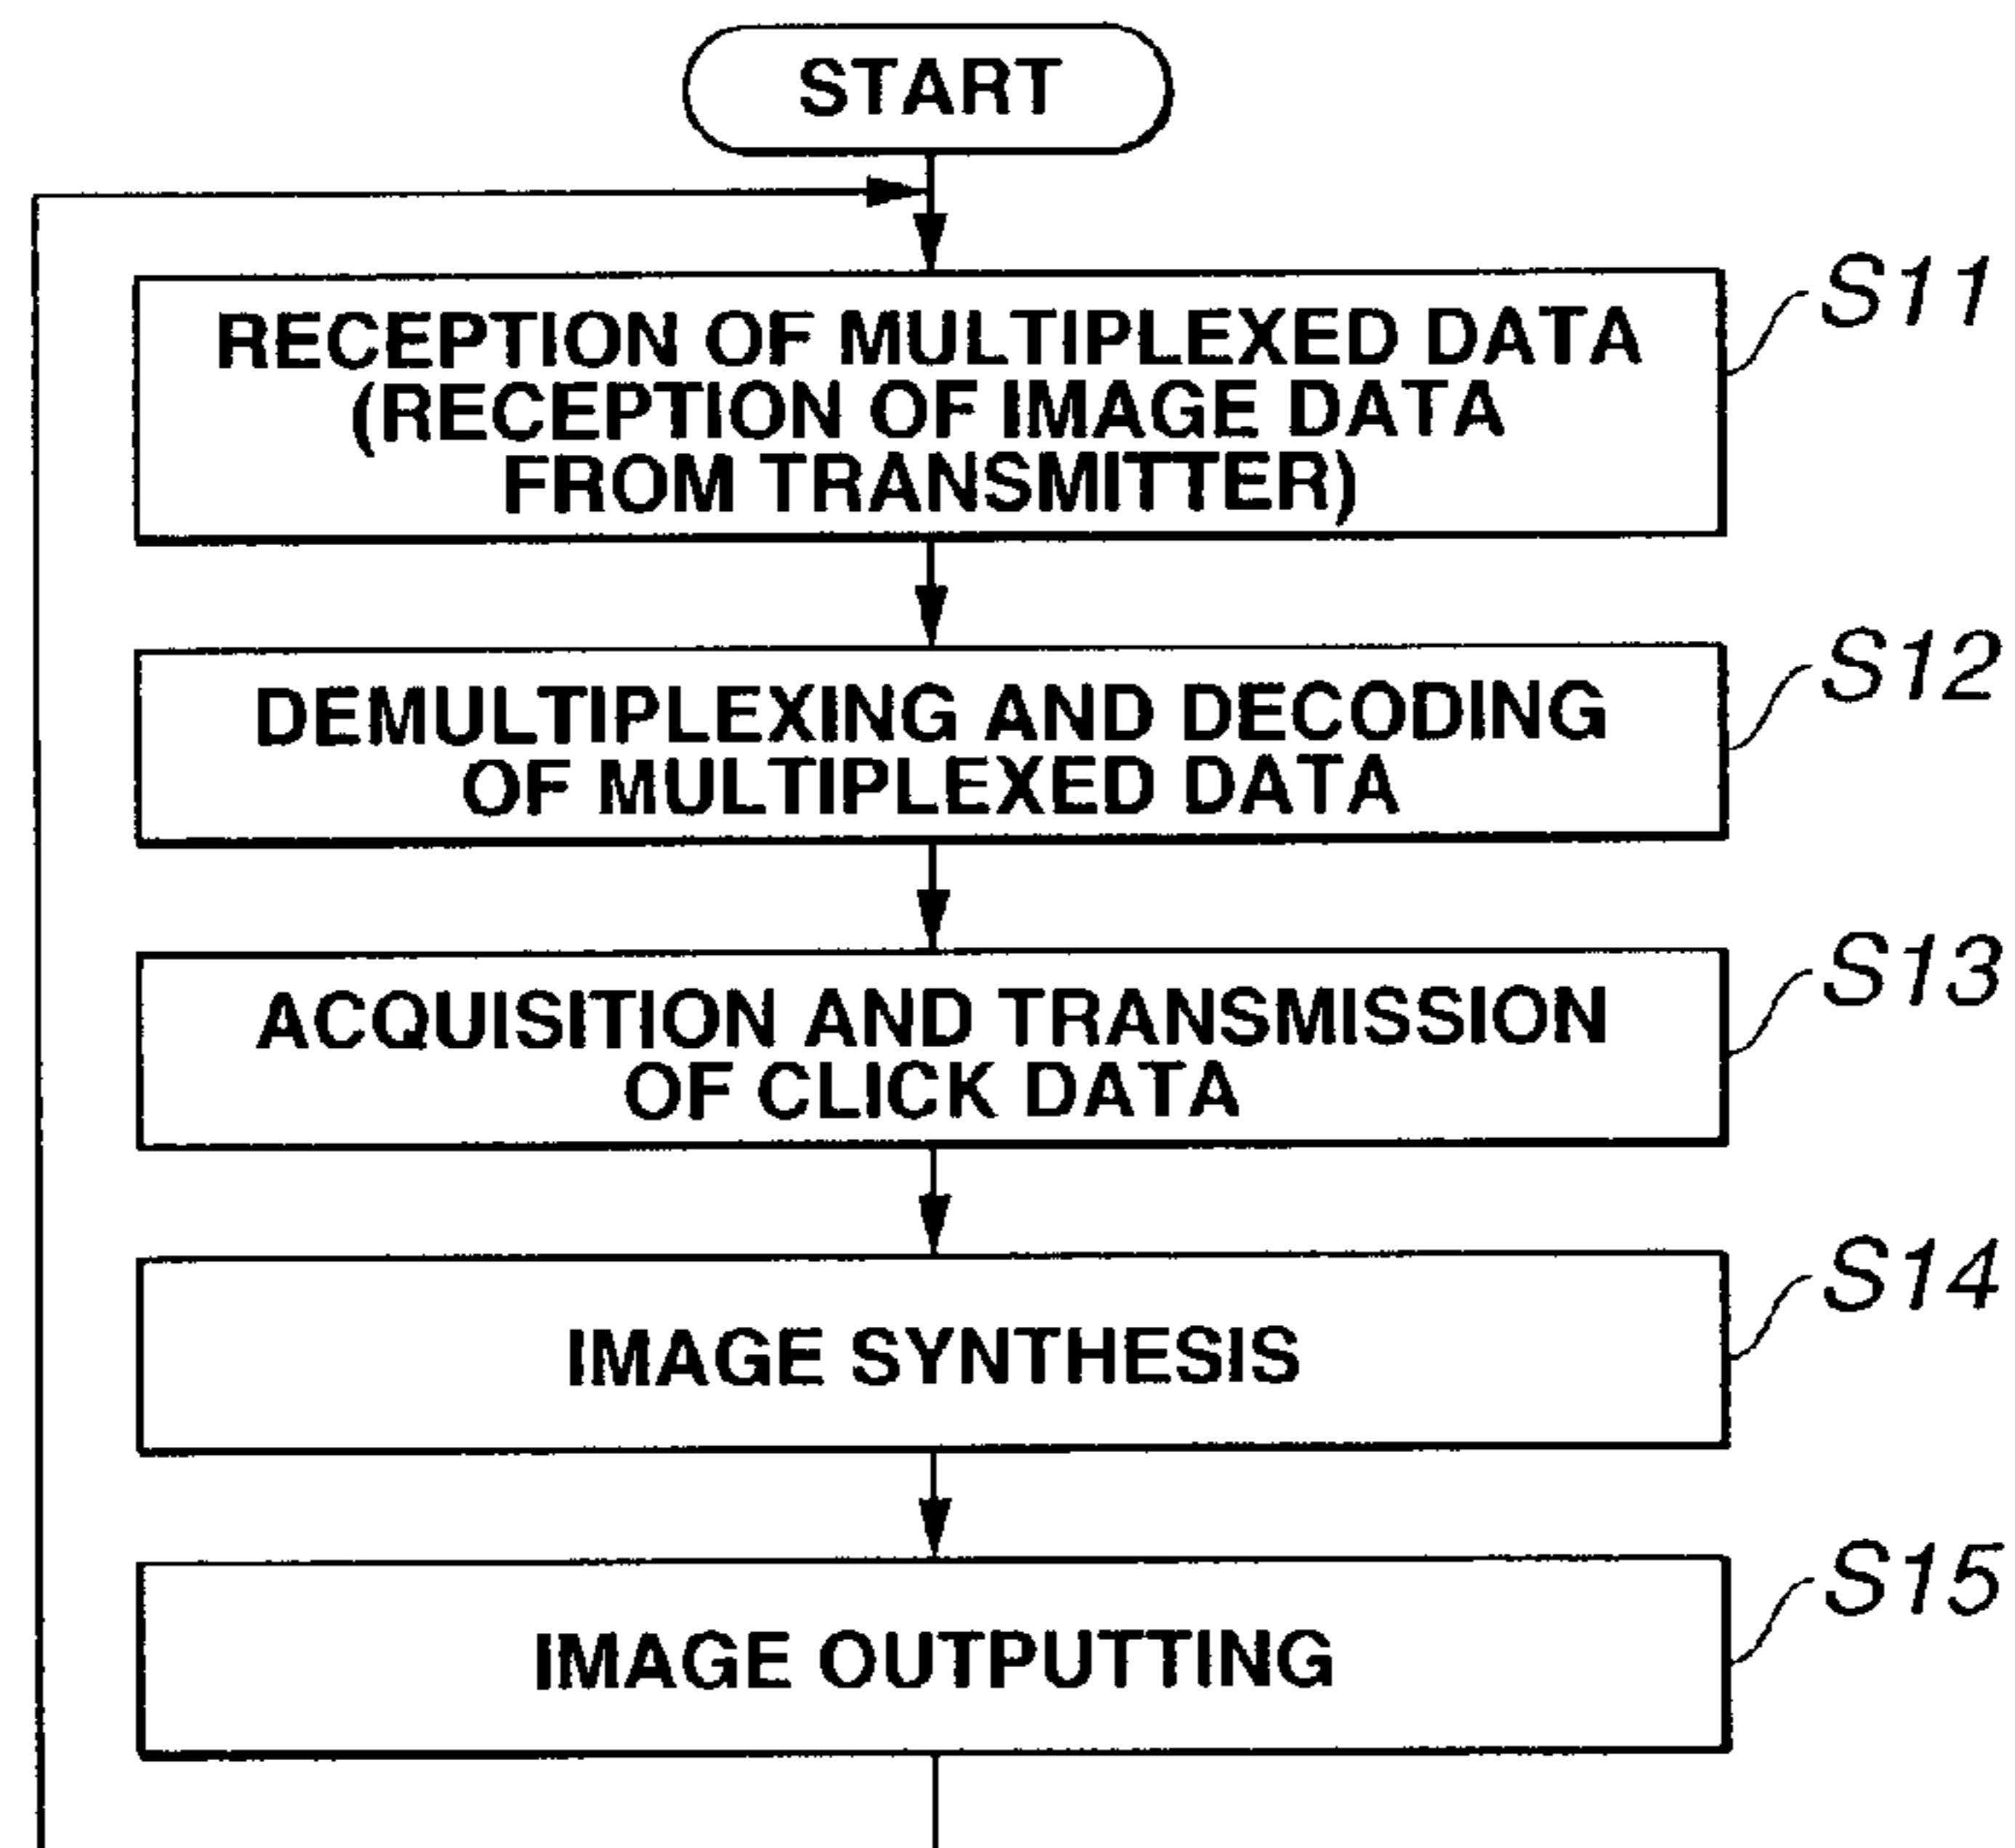 START
RECEPTION OF MULTIPLEXED DATA
(RECEPTION OF IMAGE DATA
FROM TRANSMITTER)
S11
DEMULTIPLEXING AND DECODING
OF MULTIPLEXED DATA
S12
ACQUISITION AND TRANSMISSION
OF CLICK DATA
S13
IMAGE SYNTHESIS
S14
IMAGE OUTPUTTING
S15